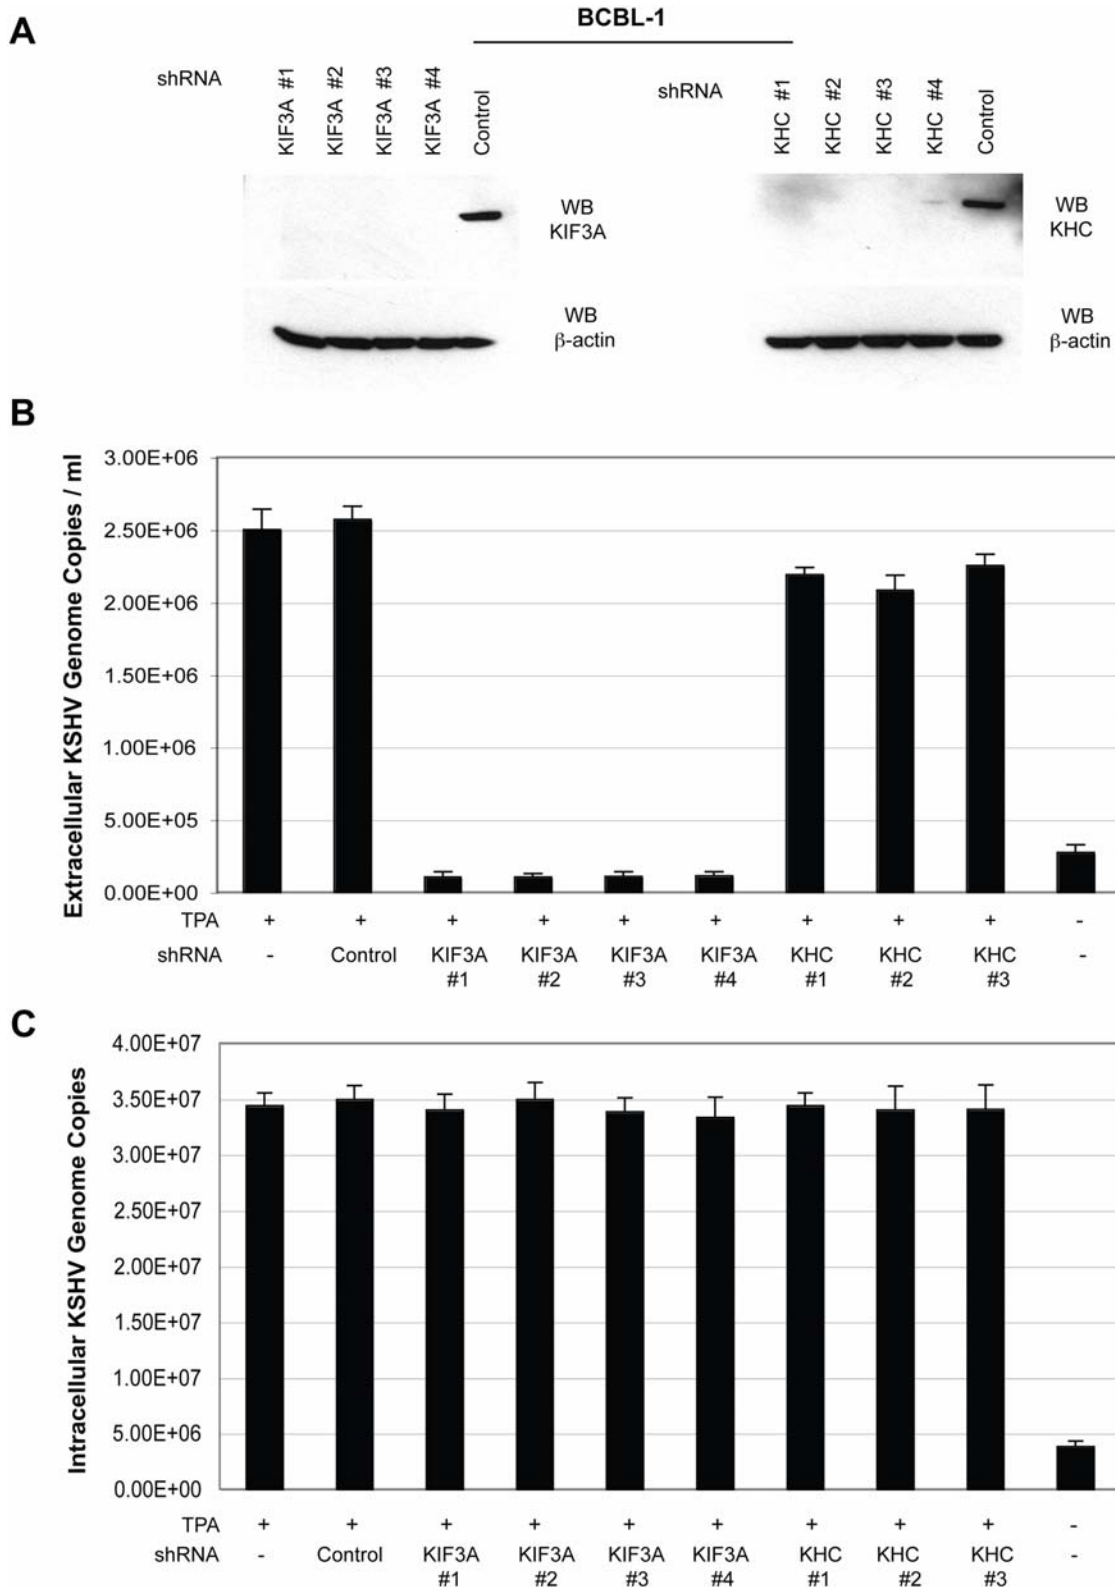 A
BCBL-1
shRNA
KIF3A #1
KIF3A #2
KIF3A #3
KIF3A #4
Control
shRNA
KHC #1
KHC #2
KHC #3
KHC #4
Control
WB
KIF3A
WB
KHC
WB
β-actin
WB
β-actin
B
Extracellular KSHV Genome Copies / ml
3.00E+06
2.50E+06
2.00E+06
1.50E+06
1.00E+06
5.00E+05
0.00E+00
TPA + + + + + + + + + -
shRNA - Control KIF3A KIF3A KIF3A KIF3A KHC KHC KHC -
#1 #2 #3 #4 #1 #2 #3
C
Intracellular KSHV Genome Copies
4.00E+07
3.50E+07
3.00E+07
2.50E+07
2.00E+07
1.50E+07
1.00E+07
5.00E+06
0.00E+00
TPA + + + + + + + + + -
shRNA - Control KIF3A KIF3A KIF3A KIF3A KHC KHC KHC -
#1 #2 #3 #4 #1 #2 #3